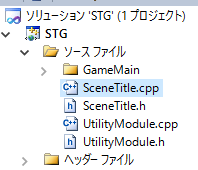 ソリューション 'STG' (1 プロジェクト)
STG
ソース ファイル
GameMain
SceneTitle.cpp
SceneTitle.h
UtilityModule.cpp
UtilityModule.h
ヘッダー ファイル